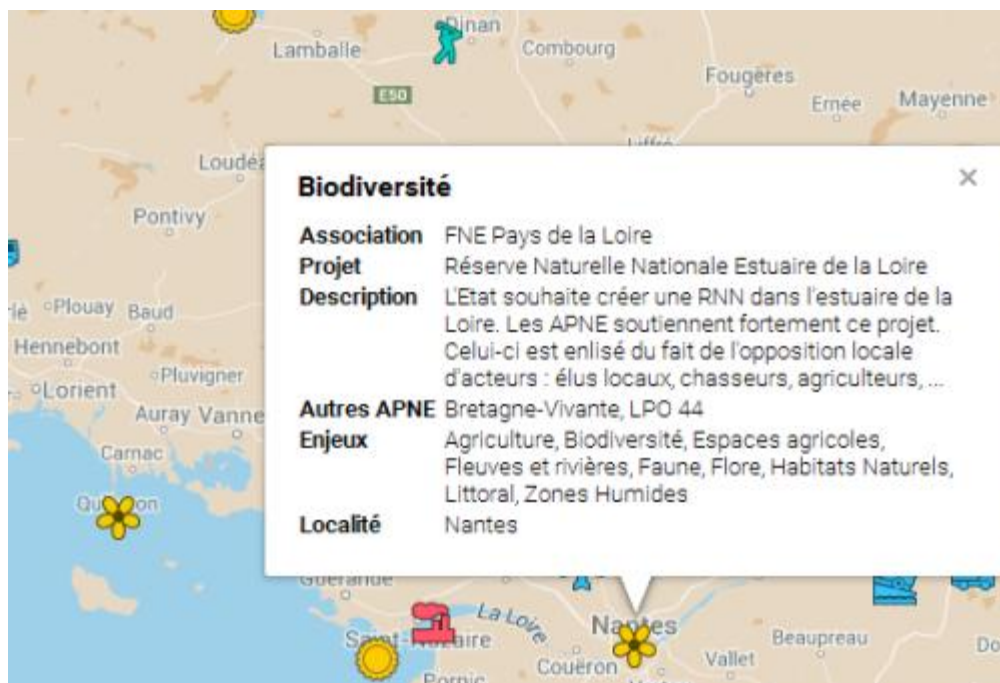 Dinan
Lamballe
Combourg
Fougères
E50
Ernée
Mayenne
Pontivy
Biodiversité
×
Association FNE Pays de la Loire
Projet Réserve Naturelle Nationale Estuaire de la Loire
Description L'Etat souhaite créer une RNN dans l'estuaire de la
Loire. Les APNE soutiennent fortement ce projet.
Celui-ci est enlisé du fait de l'opposition locale
d'acteurs : élus locaux, chasseurs, agriculteurs, ...
Autres APNE Bretagne-Vivante, LPO 44
Enjeux Agriculture, Biodiversité, Espaces agricoles,
Fleuves et rivières, Faune, Flore, Habitats Naturels,
Littoral, Zones Humides
Localité Nantes
Loudéa
Plouay
Baud
Hennebont
Pluvigner
Lorient
Auray
Vanne
Carnac
Guérande
La Loire
Nantes
Beaupreau
Couëron
Vallet
Pornic